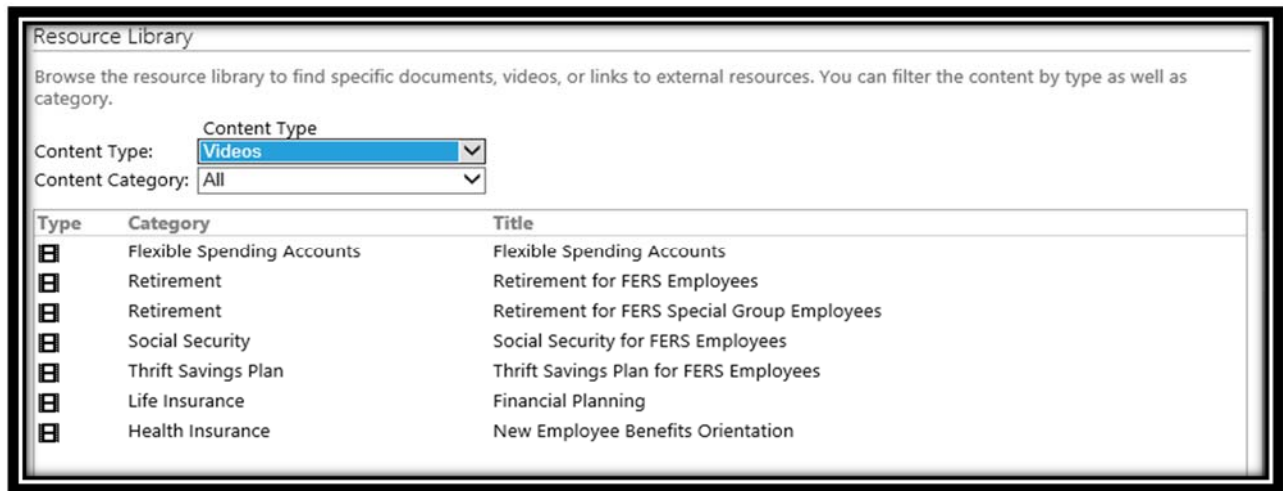 Resource Library
Browse the resource library to find specific documents, videos, or links to external resources. You can filter the content by type as well as
category.
Content Type
Content Type: Videos
Content Category: All
Type Category Title
Flexible Spending Accounts Flexible Spending Accounts
Retirement Retirement for FERS Employees
Retirement Retirement for FERS Special Group Employees
Social Security Social Security for FERS Employees
Thrift Savings Plan Thrift Savings Plan for FERS Employees
Life Insurance Financial Planning
Health Insurance New Employee Benefits Orientation